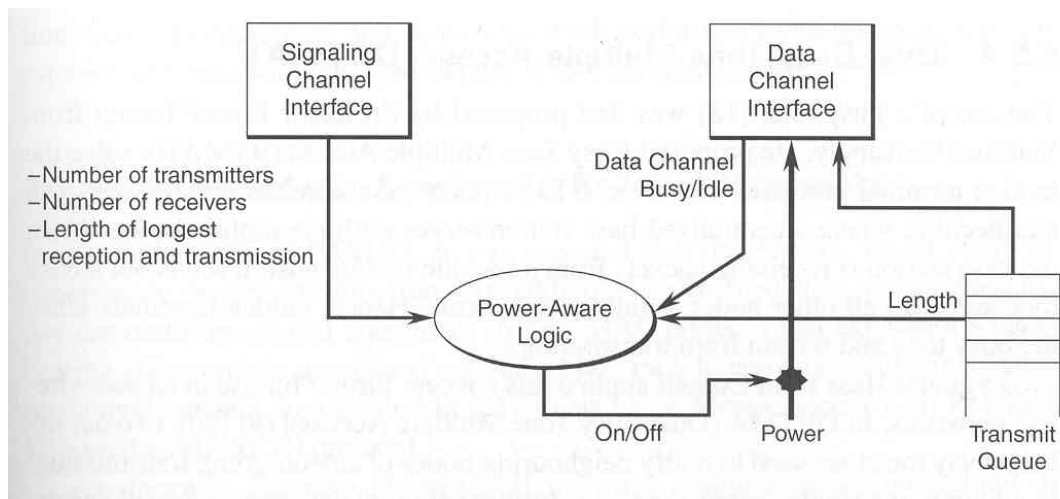 Signaling
Channel
Interface
Data
Channel
Interface
–Number of transmitters
–Number of receivers
–Length of longest
reception and transmission
Data Channel
Busy/Idle
Power-Aware
Logic
Length
On/Off
Power
Transmit
Queue